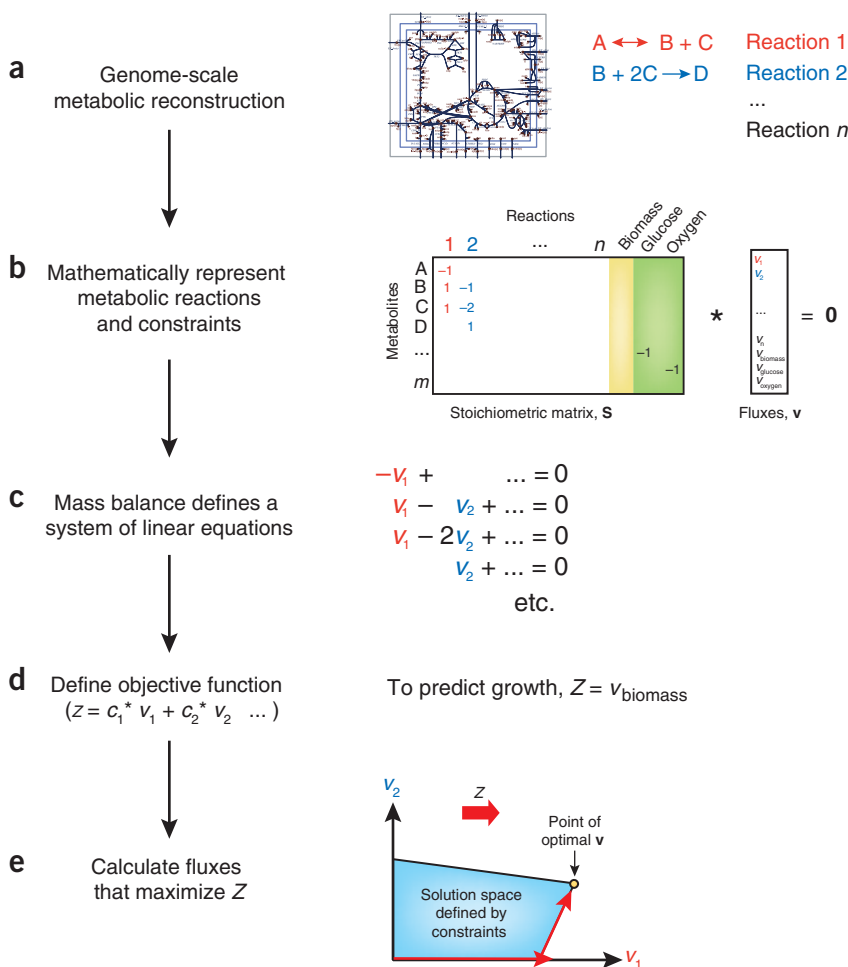 a
Genome-scale
metabolic reconstruction
A ↔ B + C Reaction 1
B + 2C → D Reaction 2
...
Reaction n
b
Mathematically represent
metabolic reactions
and constraints
Reactions
1 2 ... n Biomass Glucose Oxygen
Metabolites
A −1
B 1 −1
C 1 −2
D 1
... −1
m −1
Stoichiometric matrix, S
*
v₁
v₂
...
vₙ
v_biomass
v_glucose
v_oxygen
= 0
Fluxes, v
c
Mass balance defines a
system of linear equations
−v₁ + ... = 0
v₁ − v₂ + ... = 0
v₁ − 2v₂ + ... = 0
v₂ + ... = 0
etc.
d
Define objective function
(z = c₁* v₁ + c₂* v₂ ... )
To predict growth, Z = v_biomass
e
Calculate fluxes
that maximize Z
v₂
Z
Point of
optimal v
Solution space
defined by
constraints
v₁